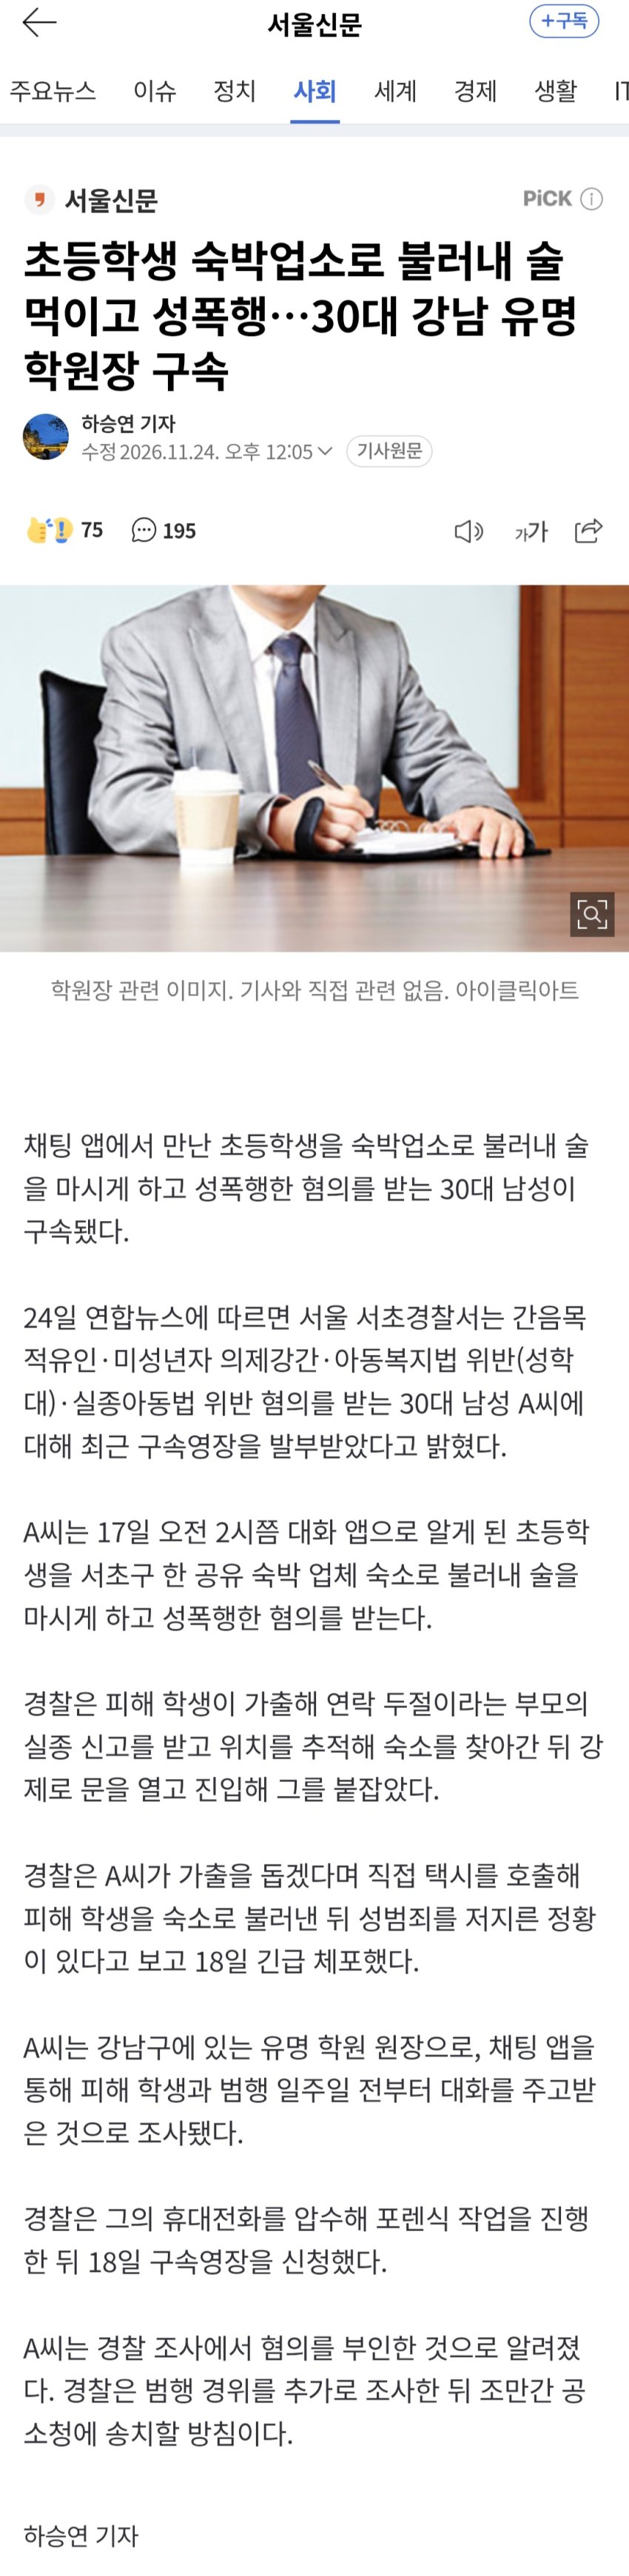 서울신문
+구독
주요뉴스 이슈 정치 사회 세계 경제 생활 IT
서울신문
PiCK
초등학생 숙박업소로 불러내 술
먹이고 성폭행…30대 강남 유명
학원장 구속
하승연 기자
수정 2026.11.24. 오후 12:05
기사원문
75 195
가가
학원장 관련 이미지. 기사와 직접 관련 없음. 아이클릭아트
채팅 앱에서 만난 초등학생을 숙박업소로 불러내 술
을 마시게 하고 성폭행한 혐의를 받는 30대 남성이
구속됐다.
24일 연합뉴스에 따르면 서울 서초경찰서는 간음목
적유인·미성년자 의제강간·아동복지법 위반(성학
대)·실종아동법 위반 혐의를 받는 30대 남성 A씨에
대해 최근 구속영장을 발부받았다고 밝혔다.
A씨는 17일 오전 2시쯤 대화 앱으로 알게 된 초등학
생을 서초구 한 공유 숙박 업체 숙소로 불러내 술을
마시게 하고 성폭행한 혐의를 받는다.
경찰은 피해 학생이 가출해 연락 두절이라는 부모의
실종 신고를 받고 위치를 추적해 숙소를 찾아간 뒤 강
제로 문을 열고 진입해 그를 붙잡았다.
경찰은 A씨가 가출을 돕겠다며 직접 택시를 호출해
피해 학생을 숙소로 불러낸 뒤 성범죄를 저지른 정황
이 있다고 보고 18일 긴급 체포했다.
A씨는 강남구에 있는 유명 학원 원장으로, 채팅 앱을
통해 피해 학생과 범행 일주일 전부터 대화를 주고받
은 것으로 조사됐다.
경찰은 그의 휴대전화를 압수해 포렌식 작업을 진행
한 뒤 18일 구속영장을 신청했다.
A씨는 경찰 조사에서 혐의를 부인한 것으로 알려졌
다. 경찰은 범행 경위를 추가로 조사한 뒤 조만간 공
소청에 송치할 방침이다.
하승연 기자